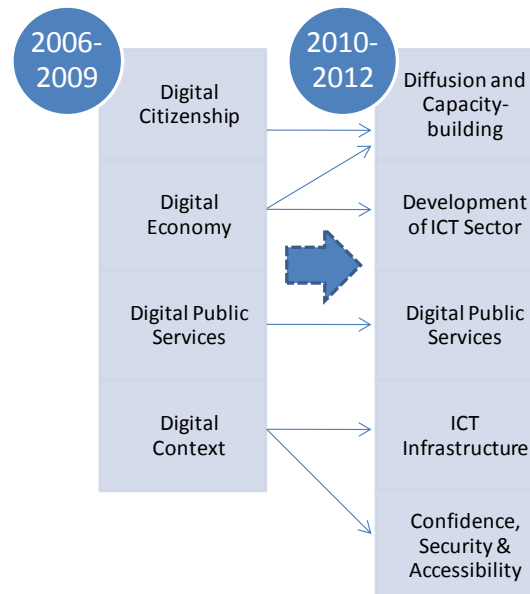 2006-
2009
Digital
Citizenship
Digital
Economy
Digital Public
Services
Digital
Context
2010-
2012
Diffusion and
Capacity-
building
Development
of ICT Sector
Digital Public
Services
ICT
Infrastructure
Confidence,
Security &
Accessibility